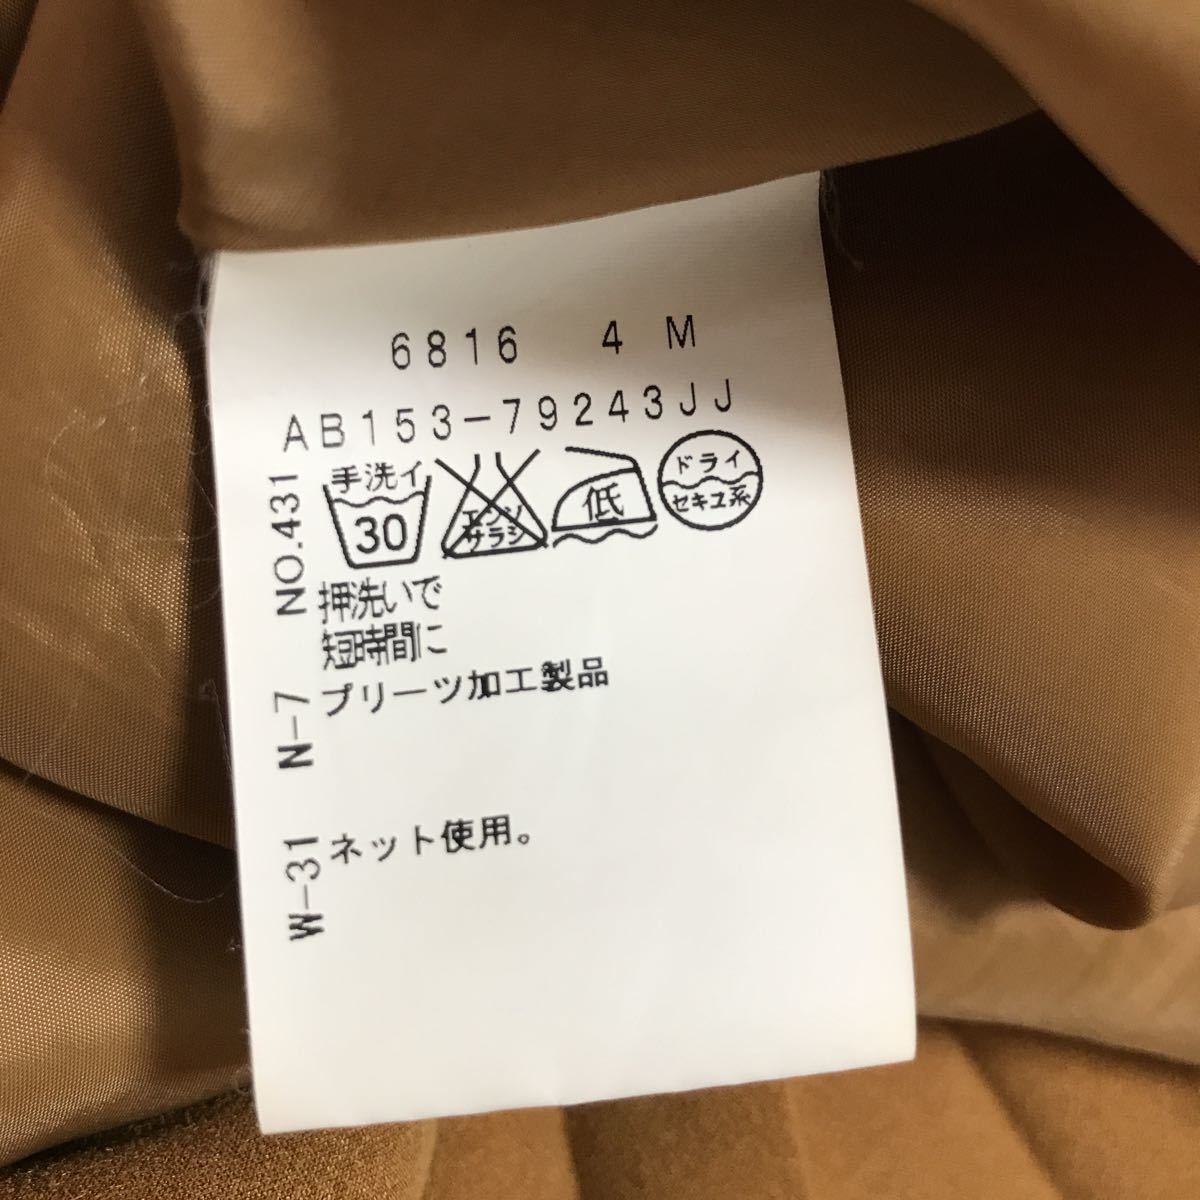 6816 4 M
AB153-79243JJ
手洗イ
30
エンソ
サラシ
低
ドライ
セキユ系
NO.431
押洗いで
短時間に
プリーツ加工製品
N-7
ネット使用。
W-31